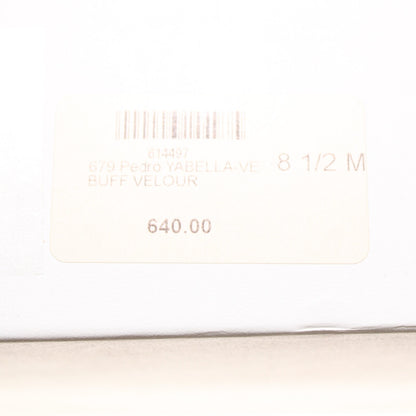 614497
679 Pedro YABELLA-VE 8 1/2 M
BUFF VELOUR
640.00